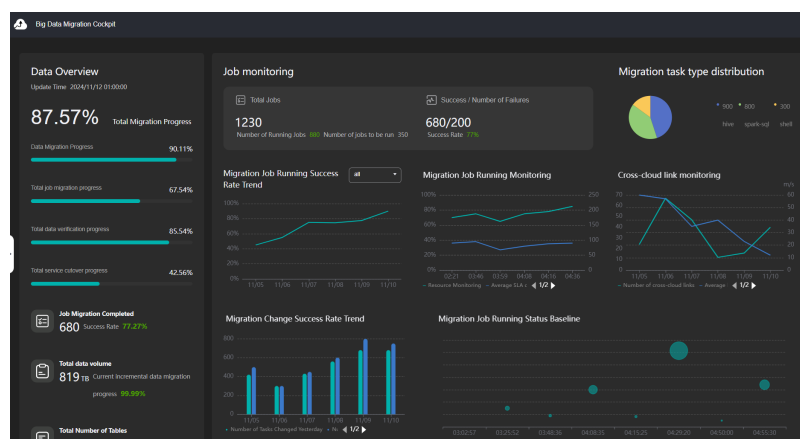 Big Data Migration Cockpit
Data Overview
Update Time 2024/11/12 01:00:00
87.57% Total Migration Progress
Data Migration Progress 90.11%
Total job migration progress 67.54%
Total data verification progress 85.54%
Total service cutover progress 42.56%
Job Migration Completed
680 Success Rate 77.27%
Total data volume
819 TB Current Incremental data migration
progress 99.99%
Total Number of Tables
Job monitoring
Total Jobs
1230
Number of Running Jobs 880 Number of jobs to be run 350
Success / Number of Failures
680/200
Success Rate 77%
Migration task type distribution
900 800 300
hive spark-sql shell
Migration Job Running Success
Rate Trend
all
100%
80%
60%
40%
20%
0%
11/05 11/06 11/07 11/08 11/09 11/10
Migration Job Running Monitoring
100% 250
80% 200
60% 150
40% 100
20% 50
0% 0
02:21 03:46 03:59 04:08 04:16 04:36
Resource Monitoring Average SLA 1/2
Cross-cloud link monitoring
m/s
70 60
60 50
50 40
40 30
30 20
20 10
10 0
0
11/05 11/06 11/07 11/08 11/09 11/10
Number of cross-cloud links Average 1/2
Migration Change Success Rate Trend
800
600
400
200
0
11/05 11/06 11/07 11/08 11/09 11/10
Number of Tasks Changed Yesterday 1/2
Migration Job Running Status Baseline
03:03:57 03:25:52 03:48:36 04:08:35 04:15:25 04:29:20 04:50:00 04:55:30